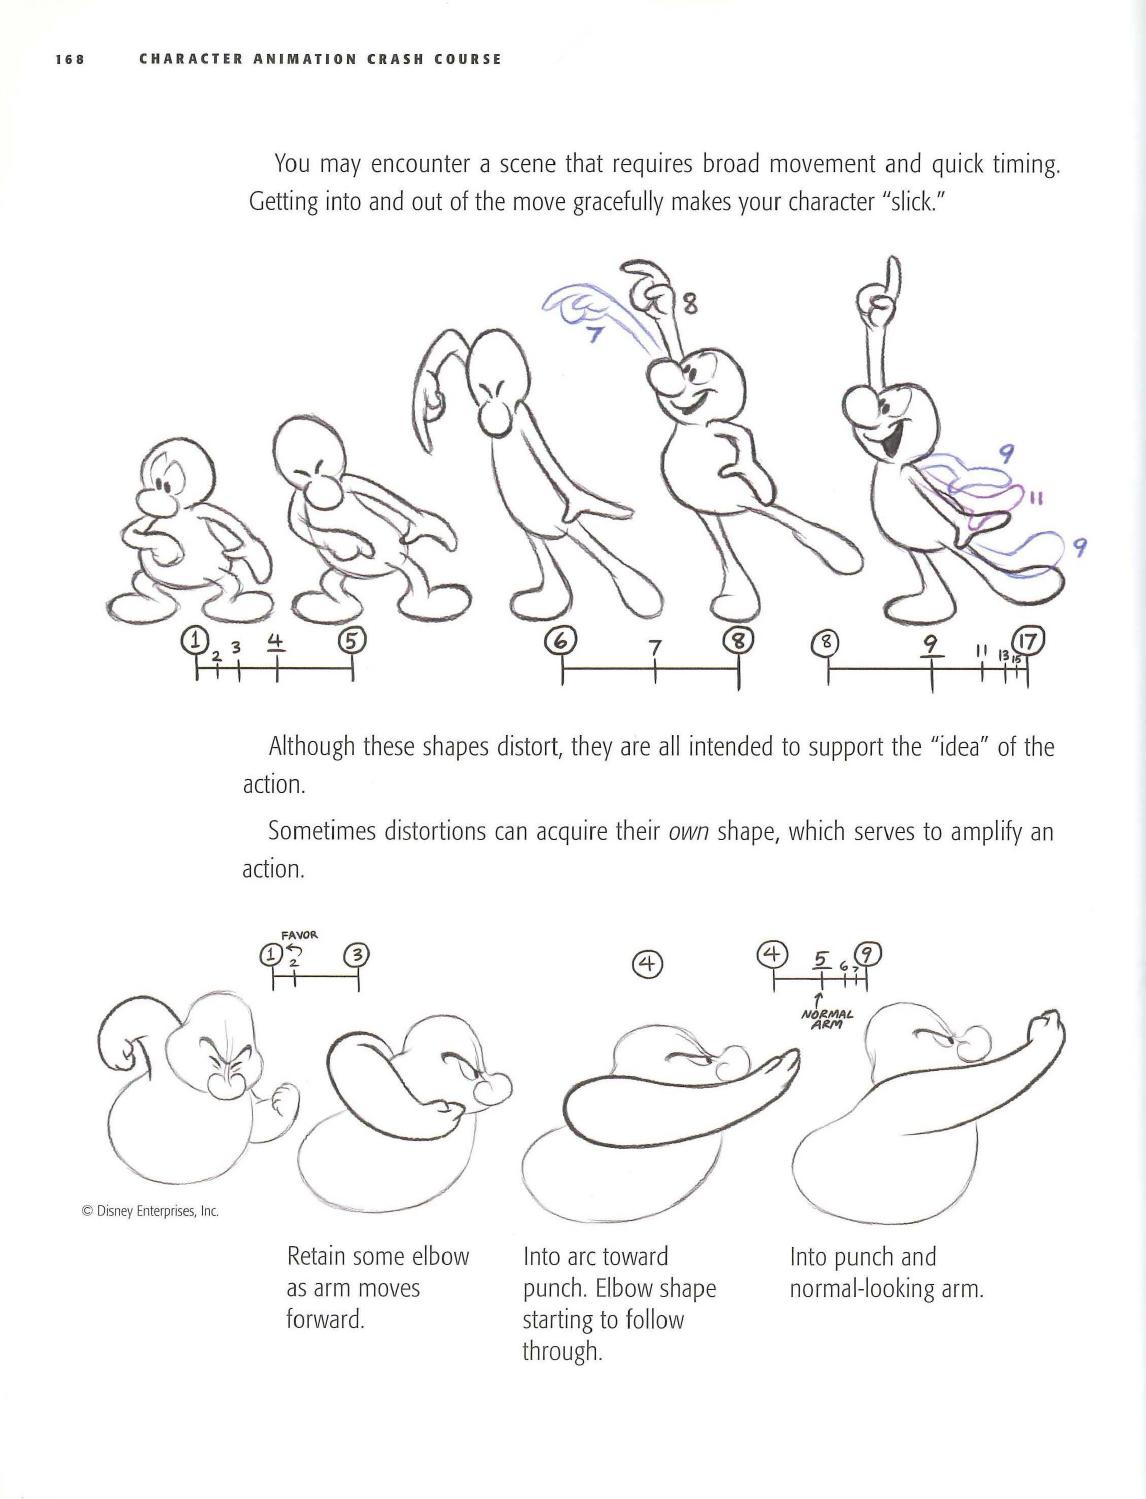 168 CHARACTER ANIMATION CRASH COURSE
You may encounter a scene that requires broad movement and quick timing.
Getting into and out of the move gracefully makes your character “slick.”
7 8
9
11
9
1 2 3 4 5 6 7 8 8 9 11 13 15 17
Although these shapes distort, they are all intended to support the “idea” of the
action.
Sometimes distortions can acquire their own shape, which serves to amplify an
action.
FAVOR
1 2 3 4 4 5 6 7 9
NORMAL
ARM
© Disney Enterprises, Inc.
Retain some elbow
as arm moves
forward.
Into arc toward
punch. Elbow shape
starting to follow
through.
Into punch and
normal-looking arm.